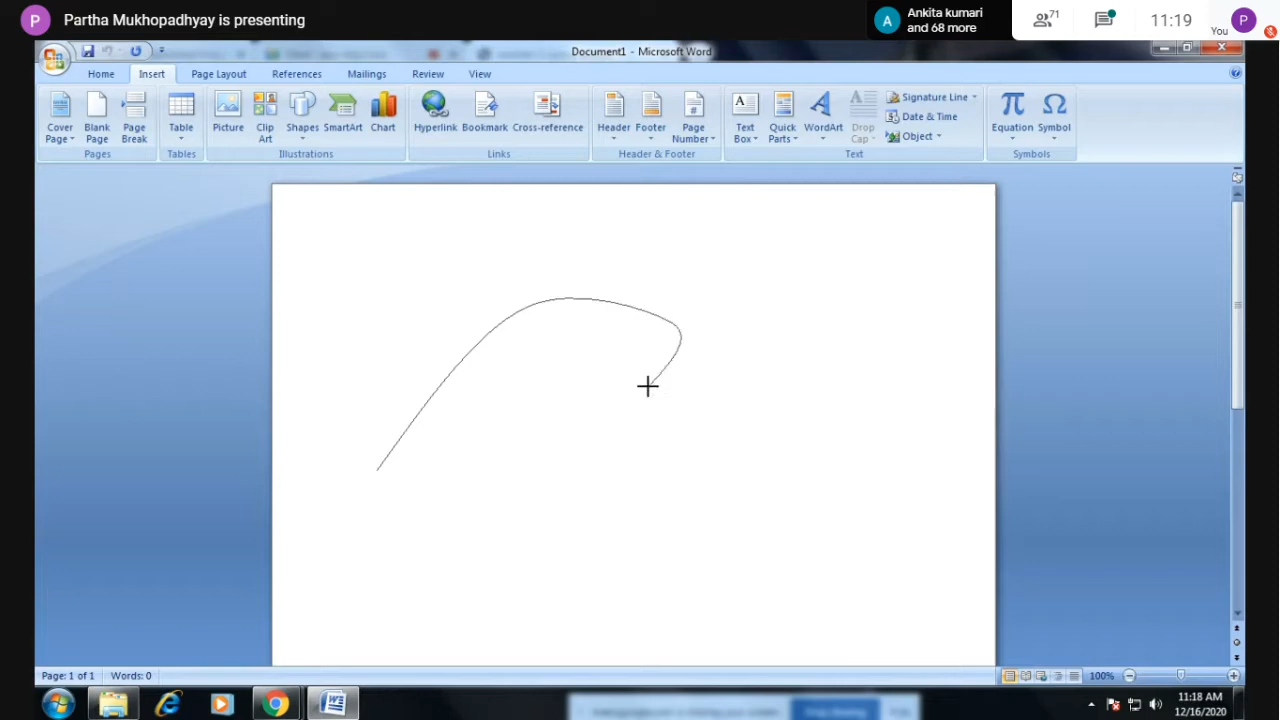 P Partha Mukhopadhyay is presenting
A Ankita kumari and 68 more
71
11:19
You P
Document1 - Microsoft Word
Home Insert Page Layout References Mailings Review View
Cover Page Blank Page Page Break Table Picture Clip Art Shapes SmartArt Chart Hyperlink Bookmark Cross-reference Header Footer Page Number Text Box Quick Parts WordArt Drop Cap Signature Line Date & Time Object Equation Symbol
Pages Tables Illustrations Links Header & Footer Text Symbols
Page: 1 of 1 Words: 0 100%
11:18 AM
12/16/2020